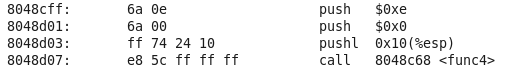 8048cff: 6a 0e push $0xe
8048d01: 6a 00 push $0x0
8048d03: ff 74 24 10 pushl 0x10(%esp)
8048d07: e8 5c ff ff ff call 8048c68 <func4>